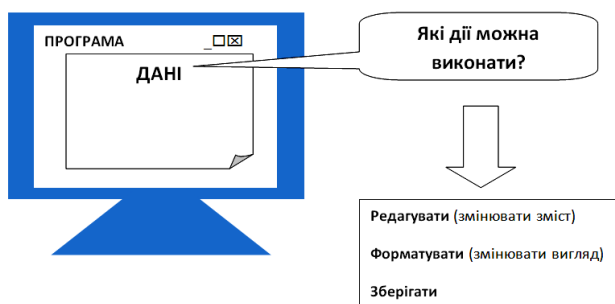 ПРОГРАМА
ДАНІ
Які дії можна
виконати?
Редагувати (змінювати зміст)
Форматувати (змінювати вигляд)
Зберігати